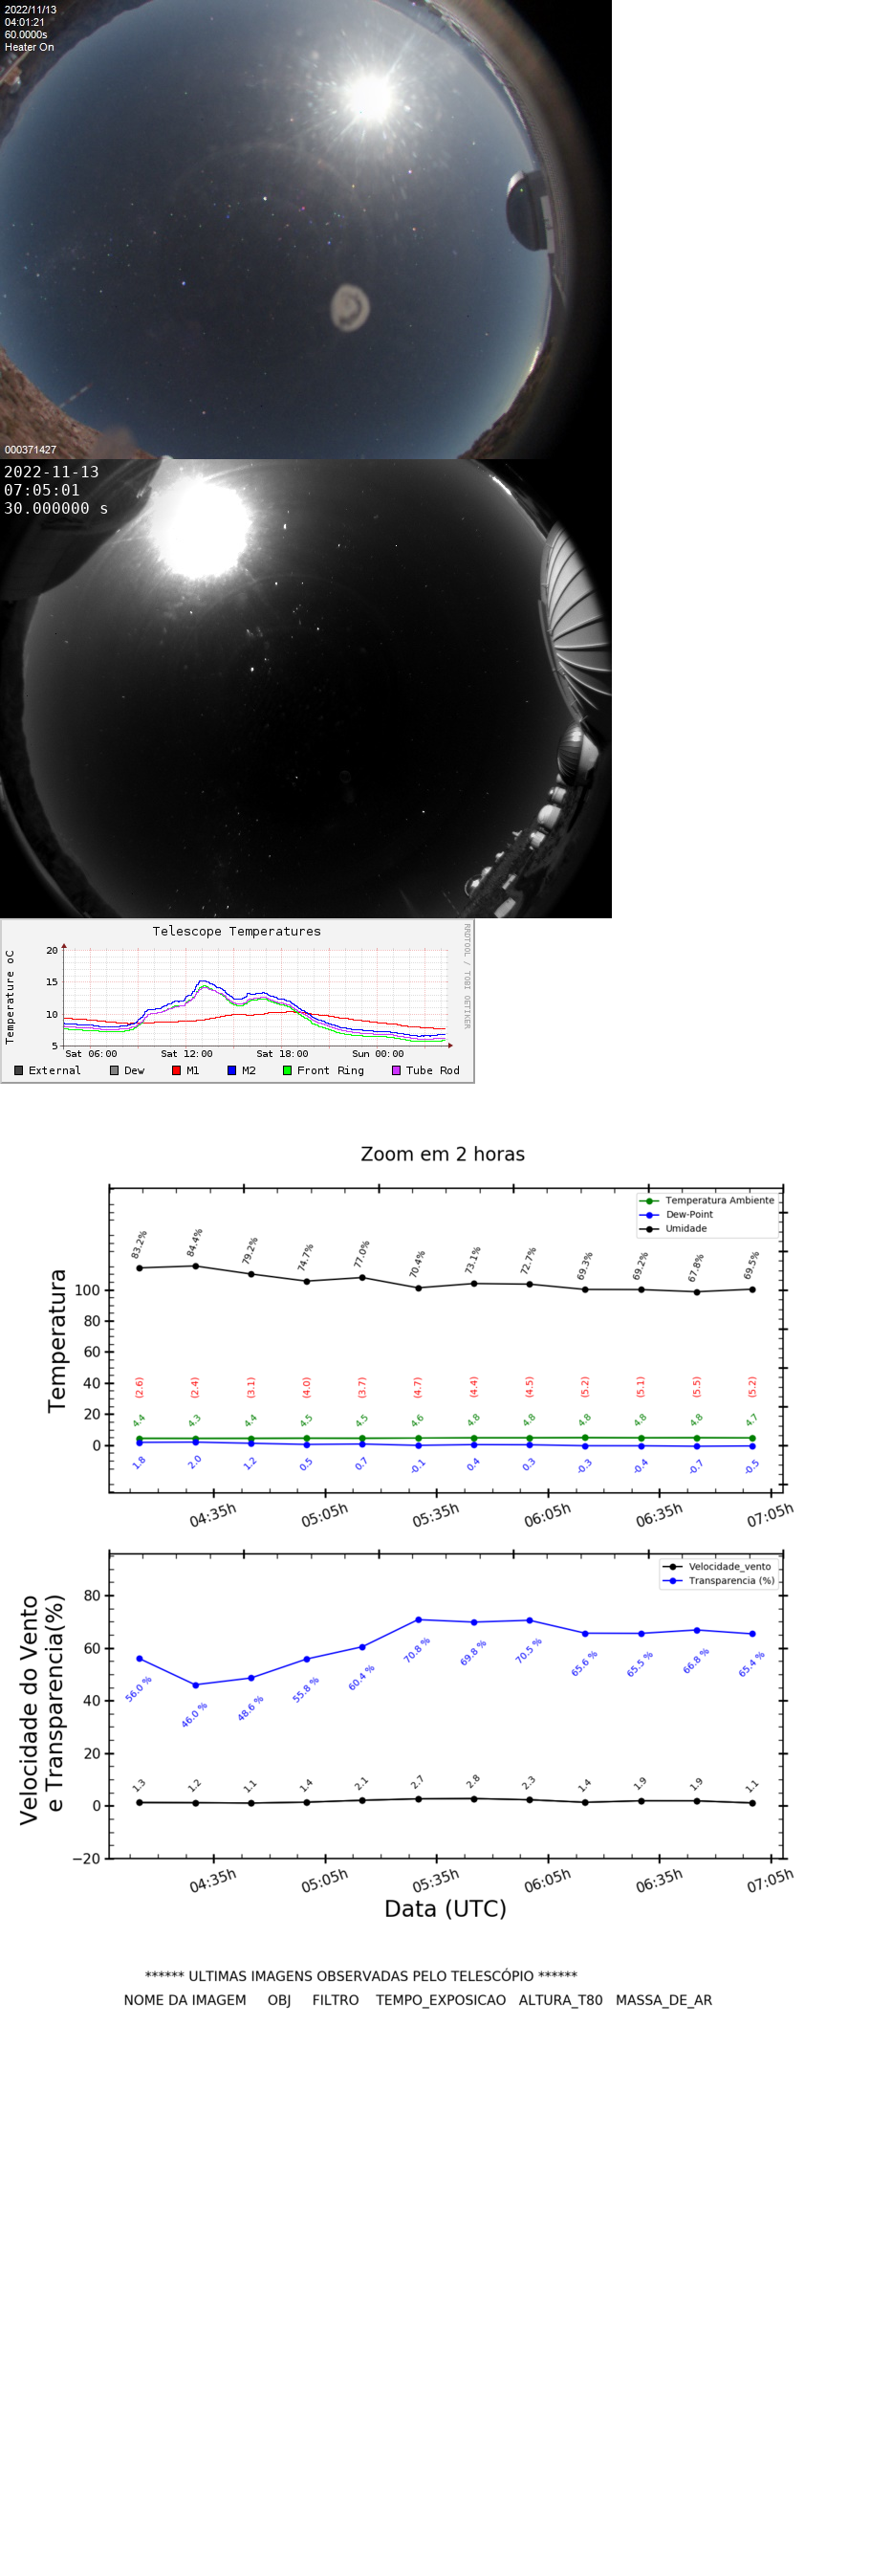 2022/11/13
04:01:21
60.0000s
Heater On
000371427
2022-11-13
07:05:01
30.000000 s
Telescope Temperatures
RRDTOOL / TOBI OETIKER
Temperature oC
20
15
10
5
Sat 06:00 Sat 12:00 Sat 18:00 Sun 00:00
External Dew M1 M2 Front Ring Tube Rod
Zoom em 2 horas
Temperatura Ambiente
Dew-Point
Umidade
83.2% 84.4% 79.2% 74.7% 77.0% 70.4% 73.1% 72.7% 69.3% 69.2% 67.8% 69.5%
Temperatura
100
80
60
40
20
0
(2.6) (2.4) (3.1) (4.0) (3.7) (4.7) (4.4) (4.5) (5.2) (5.1) (5.5) (5.2)
4.4 4.3 4.4 4.5 4.5 4.6 4.8 4.8 4.8 4.8 4.8 4.7
1.8 2.0 1.2 0.5 0.7 -0.1 0.4 0.3 -0.3 -0.4 -0.7 -0.5
04:35h 05:05h 05:35h 06:05h 06:35h 07:05h
Velocidade_vento
Transparencia (%)
Velocidade do Vento
e Transparencia(%)
80
60
40
20
0
−20
56.0 % 46.0 % 48.6 % 55.8 % 60.4 % 70.8 % 69.8 % 70.5 % 65.6 % 65.5 % 66.8 % 65.4 %
1.3 1.2 1.1 1.4 2.1 2.7 2.8 2.3 1.4 1.9 1.9 1.1
04:35h 05:05h 05:35h 06:05h 06:35h 07:05h
Data (UTC)
****** ULTIMAS IMAGENS OBSERVADAS PELO TELESCÓPIO ******
NOME DA IMAGEM OBJ FILTRO TEMPO_EXPOSICAO ALTURA_T80 MASSA_DE_AR